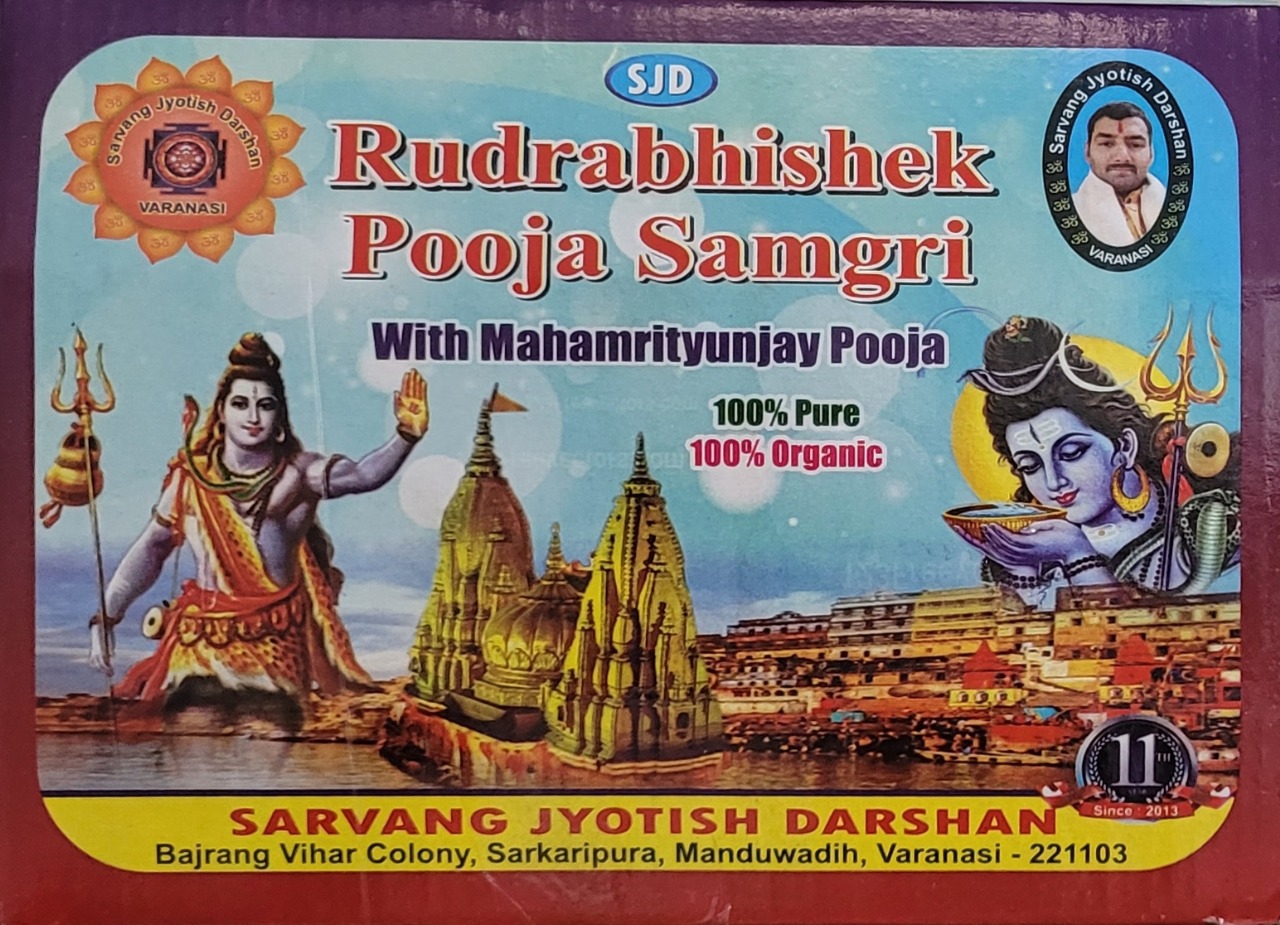 SJD
Sarvang Jyotish Darshan
VARANASI
Rudrabhishek
Pooja Samgri
Sarvang Jyotish Darshan
VARANASI
With Mahamrityunjay Pooja
100% Pure
100% Organic
11TH
Since : 2013
SARVANG JYOTISH DARSHAN
Bajrang Vihar Colony, Sarkaripura, Manduwadih, Varanasi - 221103